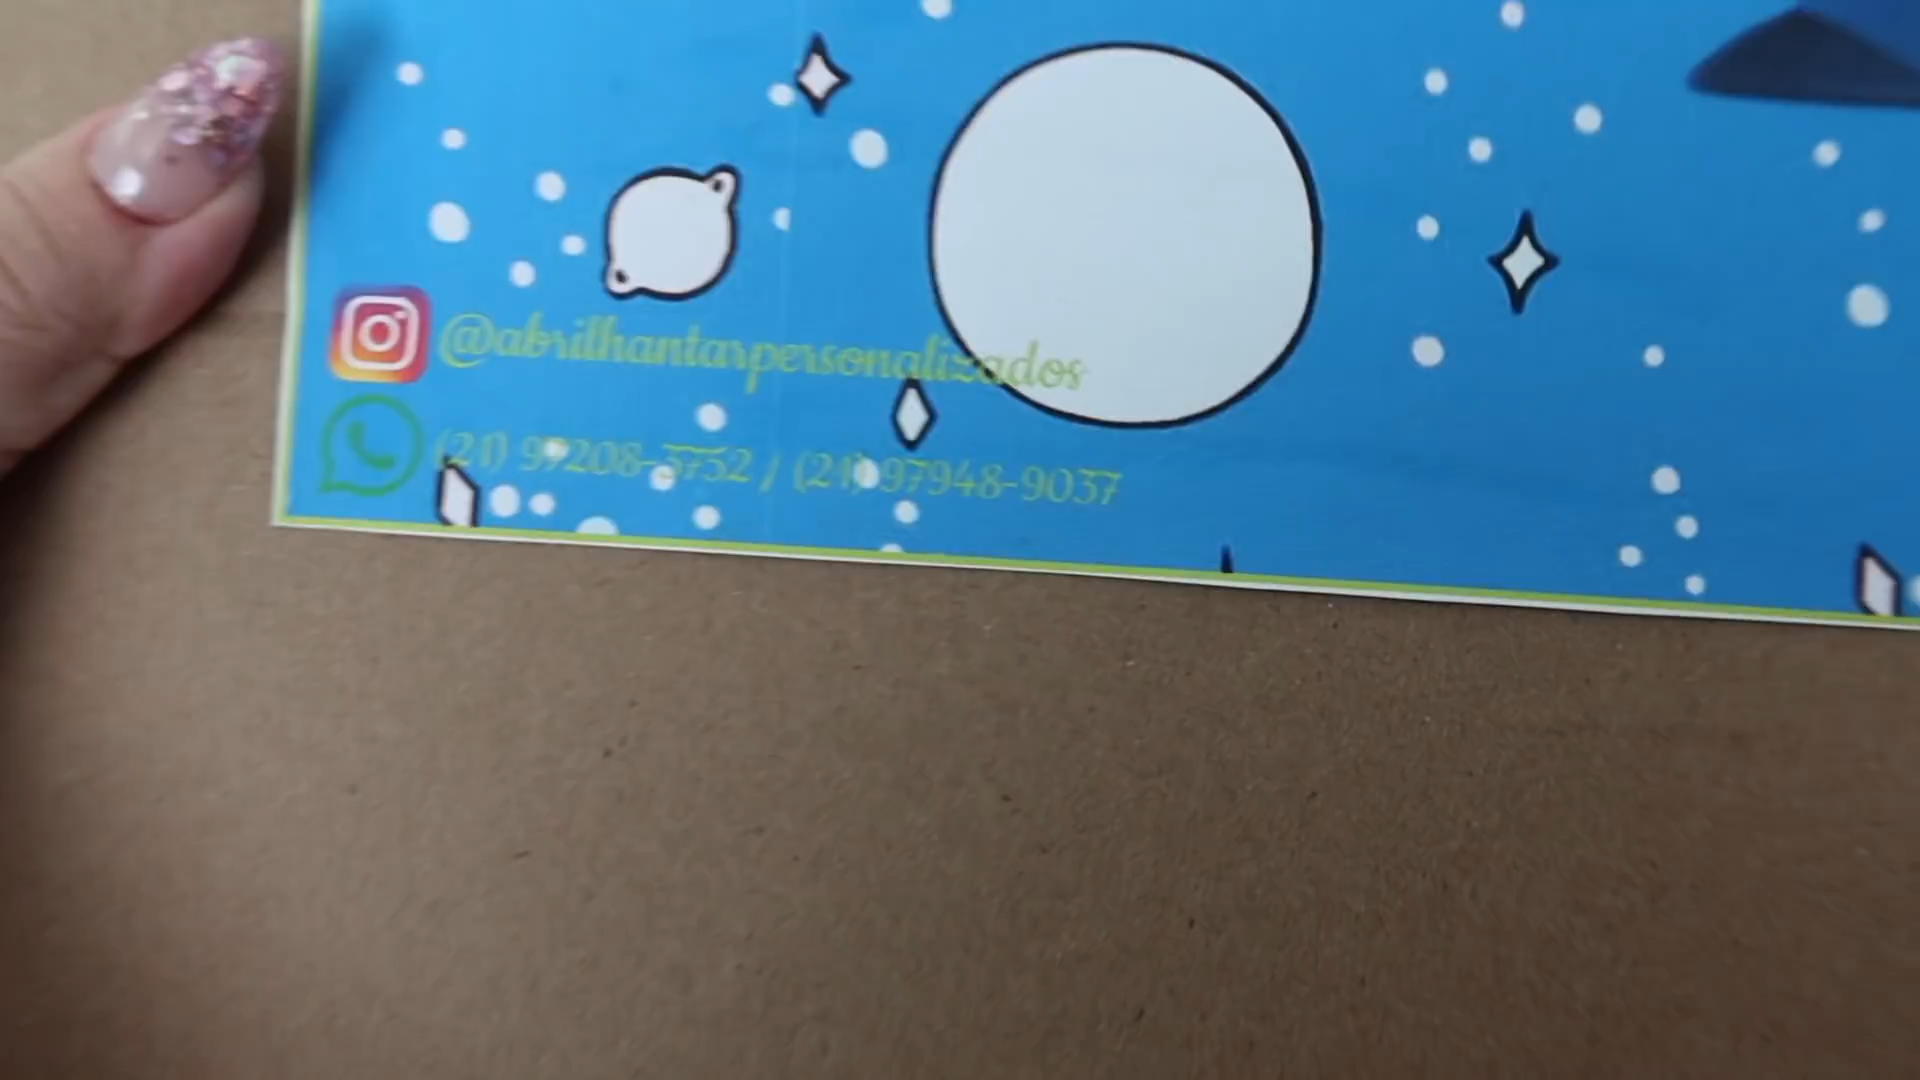 @abrilhantarpersonalizados
(21) 99208-3752 / (21) 97948-9037